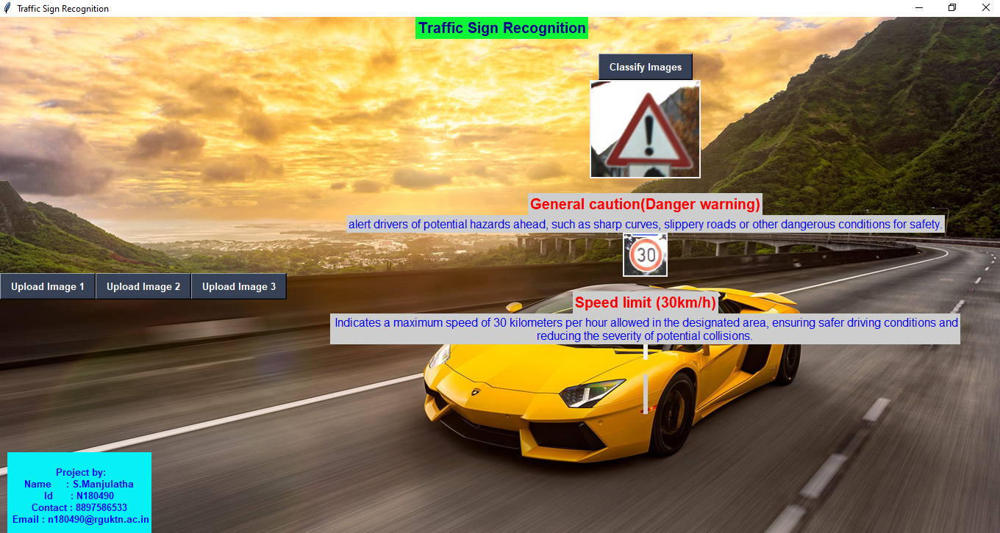 Traffic Sign Recognition
Traffic Sign Recognition
Classify Images
General caution(Danger warning)
alert drivers of potential hazards ahead, such as sharp curves, slippery roads or other dangerous conditions for safety.
30
Upload Image 1
Upload Image 2
Upload Image 3
Speed limit (30km/h)
Indicates a maximum speed of 30 kilometers per hour allowed in the designated area, ensuring safer driving conditions and
reducing the severity of potential collisions.
Project by:
Name : S.Manjulatha
Id : N180490
Contact : 8897586533
Email : n180490@rguktn.ac.in